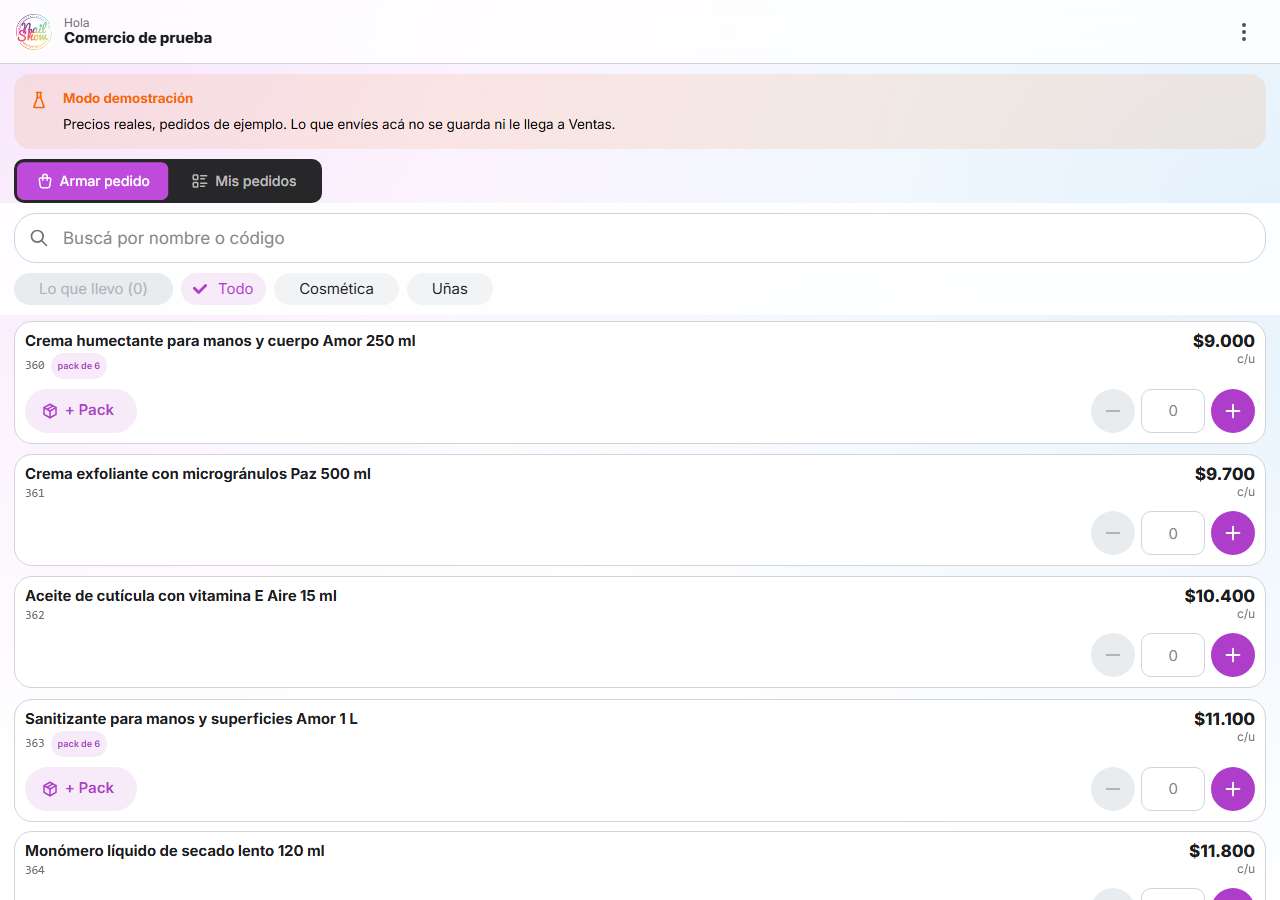 Nail Show
Hola
Comercio de prueba
Modo demostración
Precios reales, pedidos de ejemplo. Lo que envíes acá no se guarda ni le llega a Ventas.
Armar pedido
Mis pedidos
Buscá por nombre o código
Lo que llevo (0)
Todo
Cosmética
Uñas
Crema humectante para manos y cuerpo Amor 250 ml
$9.000
360
pack de 6
c/u
+ Pack
0
Crema exfoliante con microgránulos Paz 500 ml
$9.700
361
c/u
0
Aceite de cutícula con vitamina E Aire 15 ml
$10.400
362
c/u
0
Sanitizante para manos y superficies Amor 1 L
$11.100
363
pack de 6
c/u
+ Pack
0
Monómero líquido de secado lento 120 ml
$11.800
364
c/u